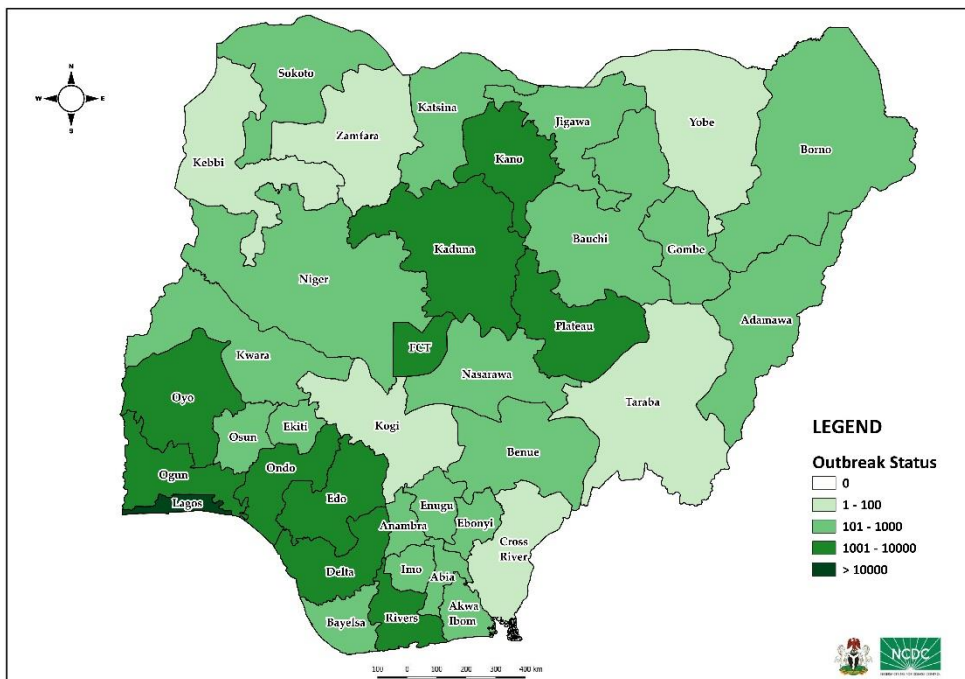 N
W E
S
Sokoto
Katsina
Jigawa
Yobe
Borno
Kebbi
Zamfara
Kano
Kaduna
Bauchi
Gombe
Niger
Adamawa
Plateau
FCT
Kwara
Nasarawa
Oyo
Taraba
Osun
Ekiti
Kogi
Benue
Ogun
Ondo
Lagos
Edo
Enugu
Anambra
Ebonyi
Cross
River
Delta
Imo
Abia
Akwa
Ibom
Bayelsa
Rivers
LEGEND
Outbreak Status
0
1 - 100
101 - 1000
1001 - 10000
> 10000
100 0 100 200 300 400 km
NCDC